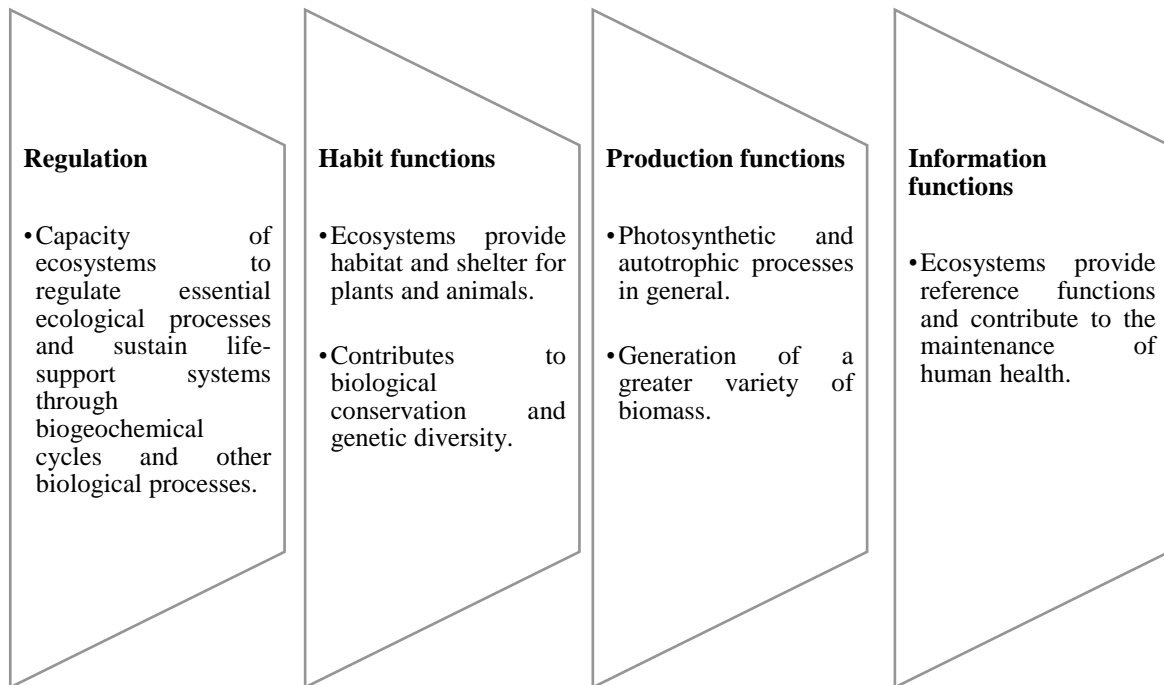 Regulation
•Capacity of
ecosystems to
regulate essential
ecological processes
and sustain life-
support systems
through
biogeochemical
cycles and other
biological processes.
Habit functions
•Ecosystems provide
habitat and shelter for
plants and animals.
•Contributes to
biological
conservation and
genetic diversity.
Production functions
•Photosynthetic and
autotrophic processes
in general.
•Generation of a
greater variety of
biomass.
Information
functions
•Ecosystems provide
reference functions
and contribute to the
maintenance of
human health.